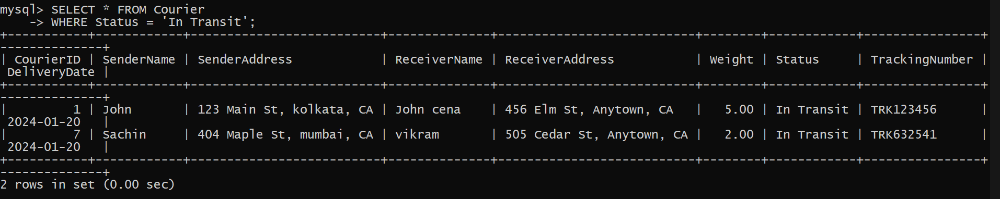 mysql> SELECT * FROM Courier
    -> WHERE Status = 'In Transit';
+-----------+------------+--------------------------+--------------+---------------------------+--------+------------+----------------+
--------------+
| CourierID | SenderName | SenderAddress            | ReceiverName | ReceiverAddress           | Weight | Status     | TrackingNumber |
 DeliveryDate |
+-----------+------------+--------------------------+--------------+---------------------------+--------+------------+----------------+
--------------+
|         1 | John       | 123 Main St, kolkata, CA | John cena    | 456 Elm St, Anytown, CA   |   5.00 | In Transit | TRK123456      |
 2024-01-20   |
|         7 | Sachin     | 404 Maple St, mumbai, CA | vikram       | 505 Cedar St, Anytown, CA |   2.00 | In Transit | TRK632541      |
 2024-01-20   |
+-----------+------------+--------------------------+--------------+---------------------------+--------+------------+----------------+
--------------+
2 rows in set (0.00 sec)